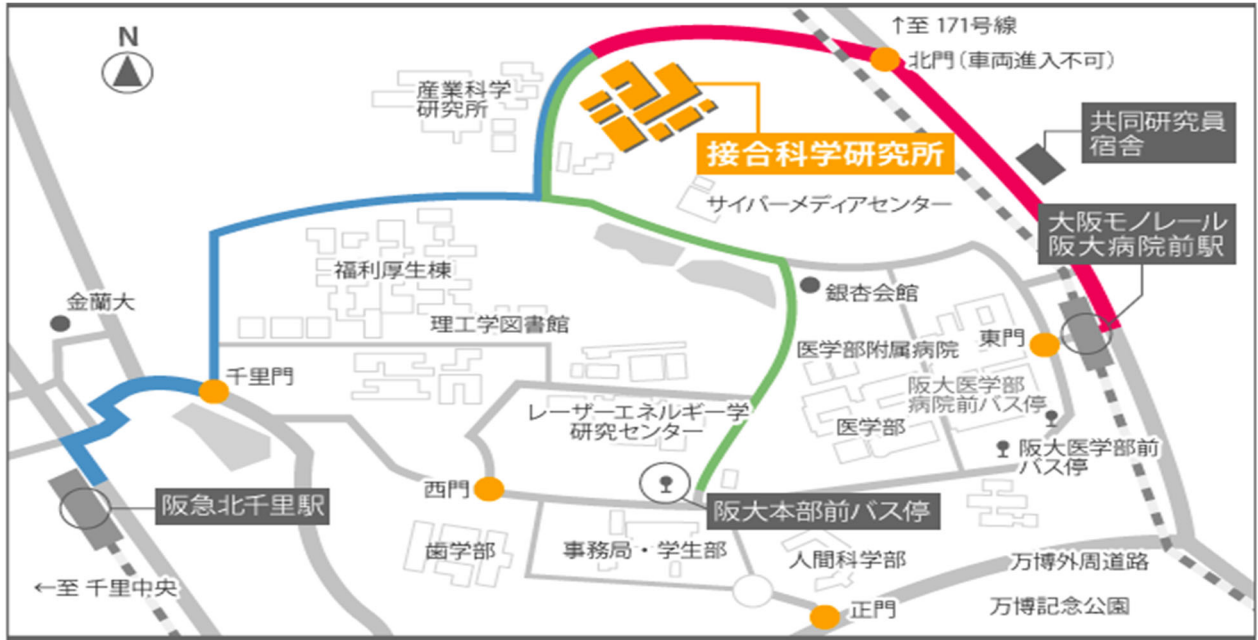 N
↑至 171号線
北門(車両進入不可)
産業科学
研究所
共同研究員
宿舎
接合科学研究所
サイバーメディアセンター
大阪モノレール
阪大病院前駅
福利厚生棟
金蘭大
銀杏会館
理工学図書館
東門
医学部附属病院
千里門
阪大医学部
病院前バス停
レーザーエネルギー学
研究センター
医学部
阪大医学部前
バス停
西門
阪急北千里駅
阪大本部前バス停
歯学部
事務局・学生部
人間科学部
万博外周道路
←至 千里中央
正門
万博記念公園